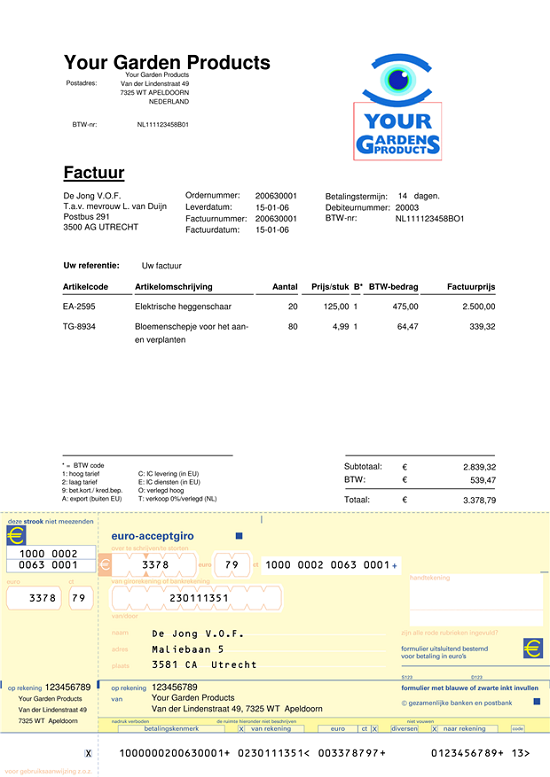 Your Garden Products
Your Garden Products
Postadres: Van der Lindenstraat 49
7325 WT APELDOORN
NEDERLAND
BTW-nr: NL111123458B01
YOUR
GARDENS
PRODUCTS
Factuur
De Jong V.O.F.
T.a.v. mevrouw L. van Duijn
Postbus 291
3500 AG UTRECHT
Ordernummer: 200630001
Leverdatum: 15-01-06
Factuurnummer: 200630001
Factuurdatum: 15-01-06
Betalingstermijn: 14 dagen.
Debiteurnummer: 20003
BTW-nr: NL111123458BO1
Uw referentie: Uw factuur
Artikelcode Artikelomschrijving Aantal Prijs/stuk B* BTW-bedrag Factuurprijs
EA-2595 Elektrische heggenschaar 20 125,00 1 475,00 2.500,00
TG-8934 Bloemenschepje voor het aan- 80 4,99 1 64,47 339,32
en verplanten
* = BTW code
1: hoog tarief
2: laag tarief
9: bet.kort./ kred.bep.
A: export (buiten EU)
C: IC levering (in EU)
E: IC diensten (in EU)
O: verlegd hoog
T: verkoop 0%/verlegd (NL)
Subtotaal: € 2.839,32
BTW: € 539,47
Totaal: € 3.378,79
deze strook niet meezenden
€
1000 0002
0063 0001
euro ct
3378 79
euro-acceptgiro
over te schrijven/te storten
€ 3378 euro 79 ct 1000 0002 0063 0001+
van girorekening of bankrekening
230111351
van/door
naam De Jong V.O.F.
adres Maliebaan 5
plaats 3581 CA Utrecht
handtekening
zijn alle rode rubrieken ingevuld?
formulier uitsluitend bestemd
voor betaling in euro's
€
op rekening 123456789
Your Garden Products
Van der Lindenstraat 49
7325 WT Apeldoorn
op rekening 123456789
van Your Garden Products
Van der Lindenstraat 49, 7325 WT Apeldoorn
formulier met blauwe of zwarte inkt invullen
© gezamenlijke banken en postbank
nadruk verboden de ruimte hieronder niet beschrijven niet vouwen
betalingskenmerk X van rekening euro ct X diversen X naar rekening code
X 1000000200630001+ 0230111351< 003378797+ 0123456789+ 13>
voor gebruiksaanwijzing z.o.z.